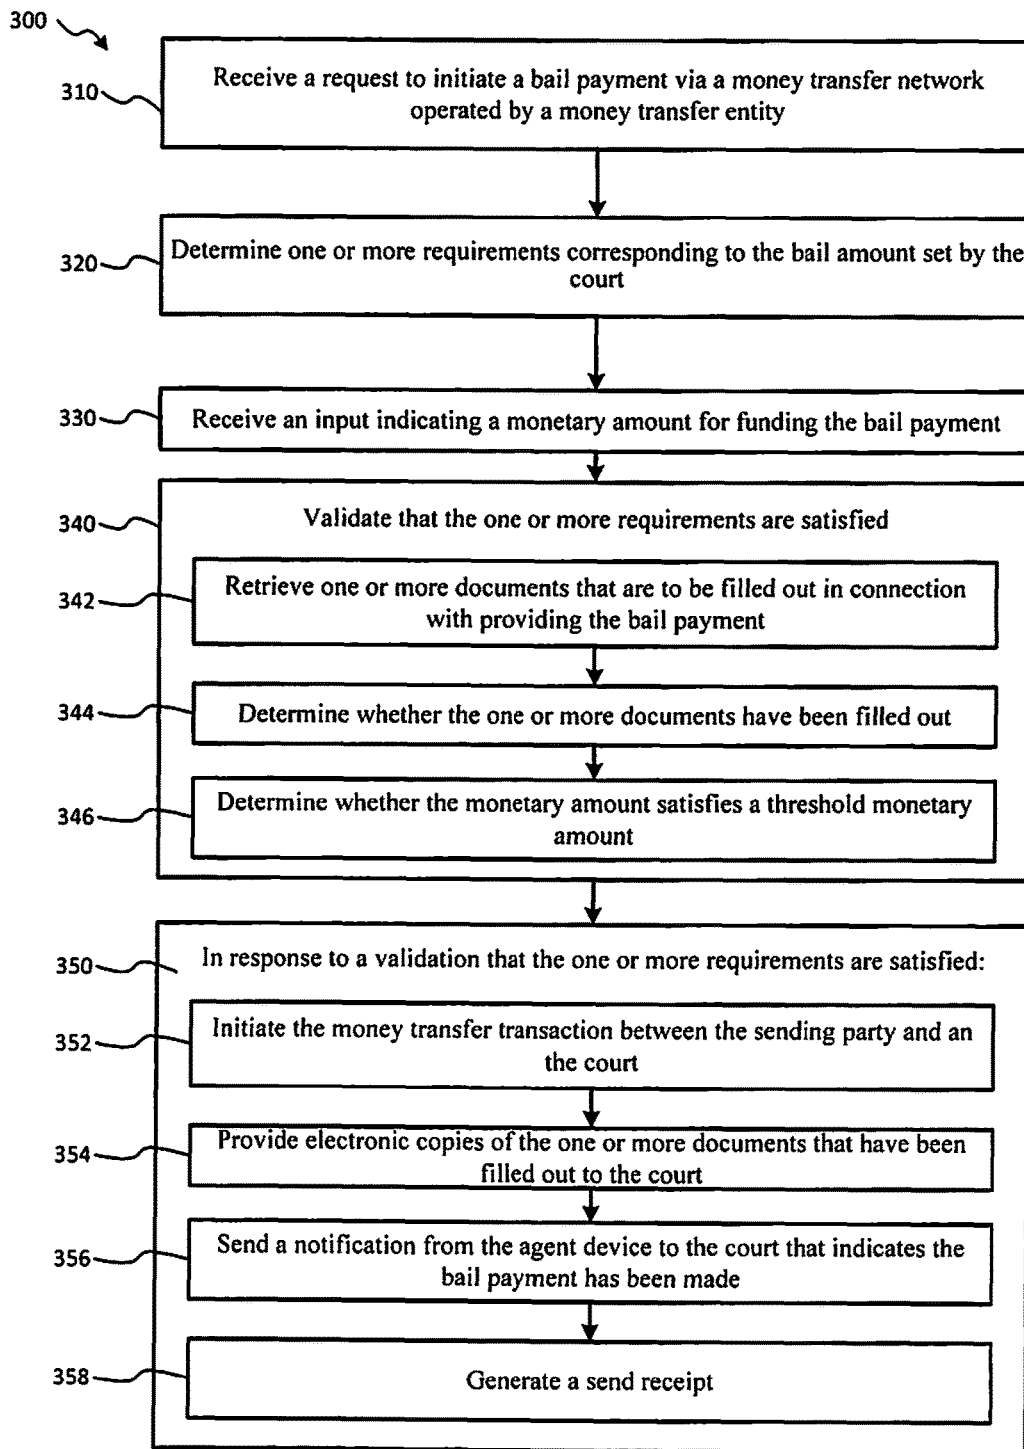 300
310
Receive a request to initiate a bail payment via a money transfer network
operated by a money transfer entity
320
Determine one or more requirements corresponding to the bail amount set by the
court
330
Receive an input indicating a monetary amount for funding the bail payment
340
Validate that the one or more requirements are satisfied
342
Retrieve one or more documents that are to be filled out in connection
with providing the bail payment
344
Determine whether the one or more documents have been filled out
346
Determine whether the monetary amount satisfies a threshold monetary
amount
350
In response to a validation that the one or more requirements are satisfied:
352
Initiate the money transfer transaction between the sending party and an
the court
354
Provide electronic copies of the one or more documents that have been
filled out to the court
356
Send a notification from the agent device to the court that indicates the
bail payment has been made
358
Generate a send receipt